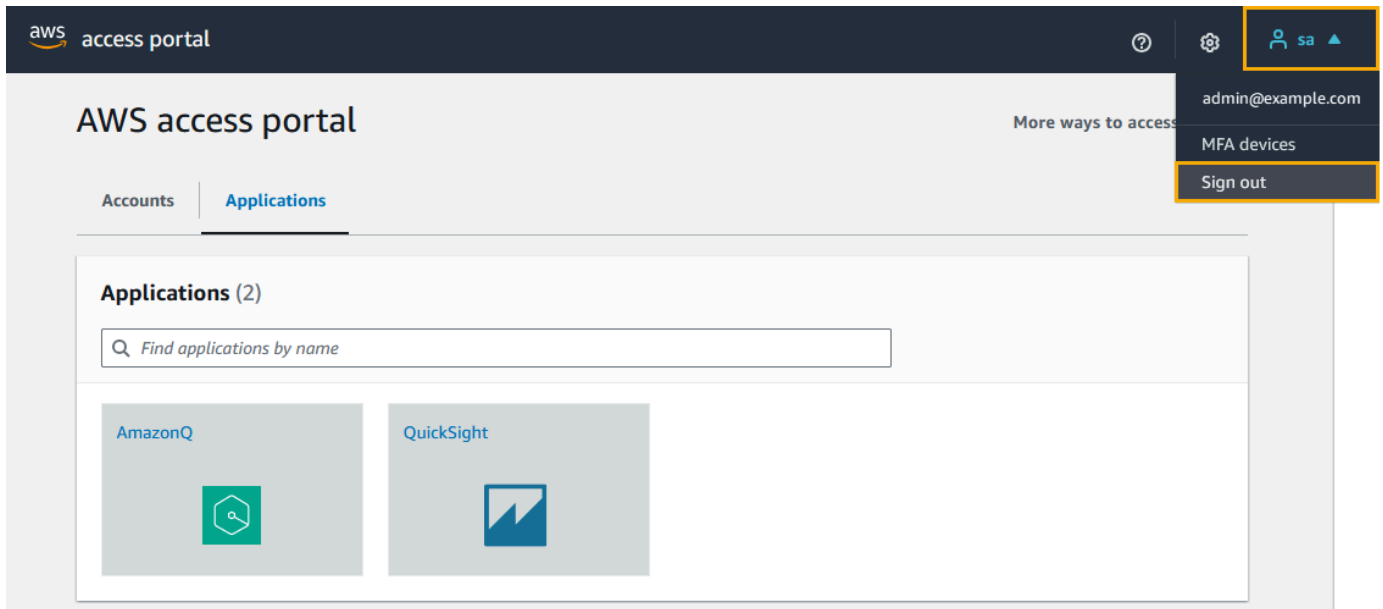 aws access portal
sa
admin@example.com
MFA devices
Sign out
AWS access portal
More ways to access
Accounts
Applications
Applications (2)
Find applications by name
AmazonQ
QuickSight